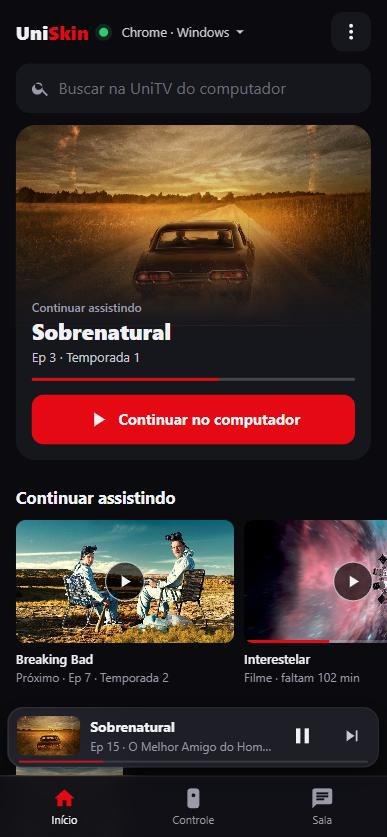 UniSkin
Chrome · Windows
Buscar na UniTV do computador
Continuar assistindo
Sobrenatural
Ep 3 · Temporada 1
Continuar no computador
Continuar assistindo
Breaking Bad
Próximo · Ep 7 · Temporada 2
Interestelar
Filme · faltam 102 min
Sobrenatural
Ep 15 · O Melhor Amigo do Hom...
Início
Controle
Sala